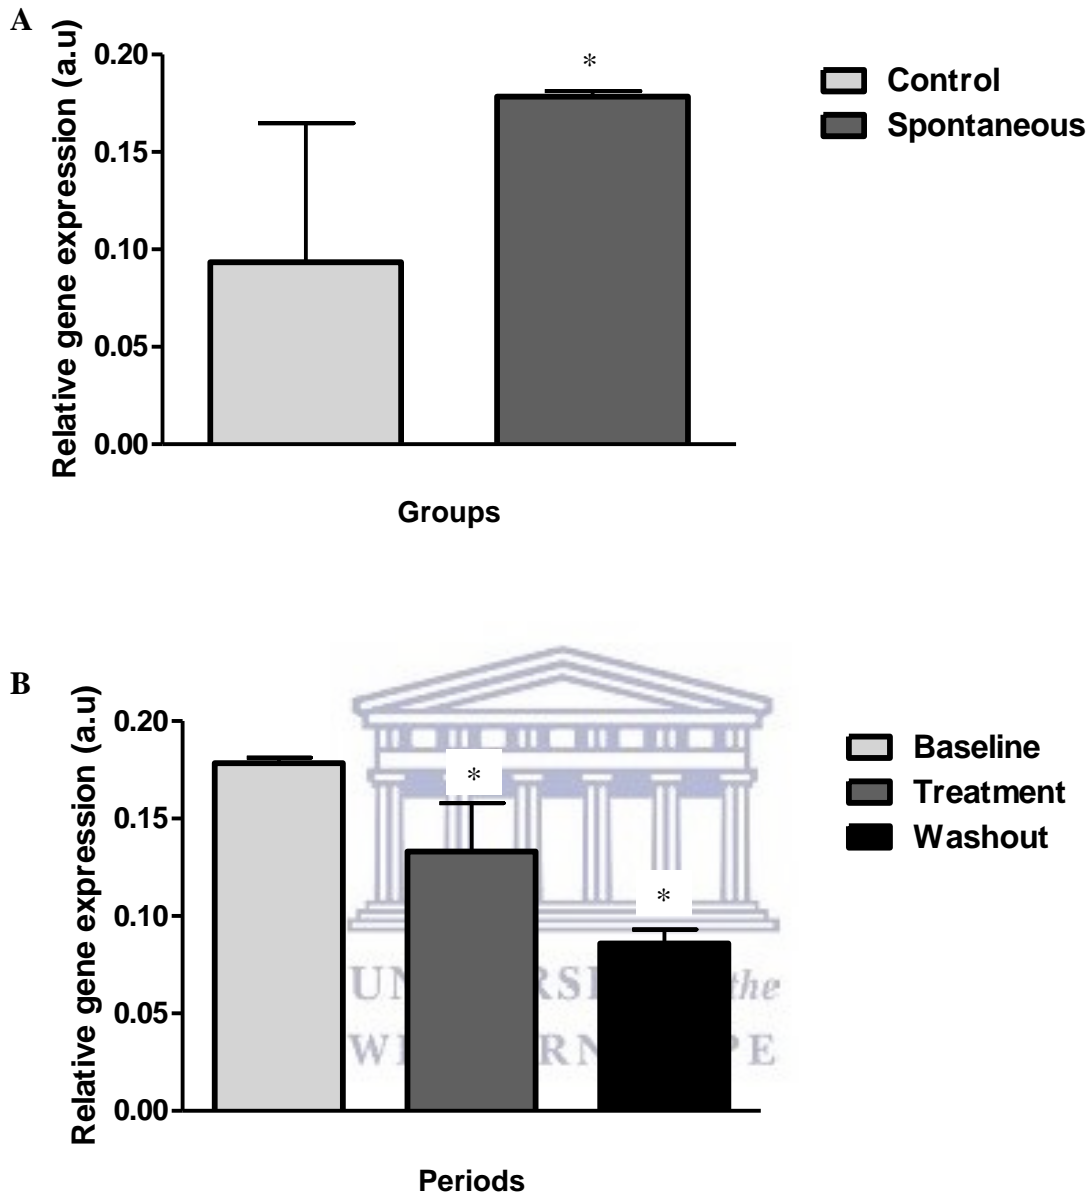 A
Relative gene expression (a.u)
0.20
0.15
0.10
0.05
0.00
*
Groups
Control
Spontaneous
B
Relative gene expression (a.u)
0.20
0.15
0.10
0.05
0.00
*
*
Periods
Baseline
Treatment
Washout
the